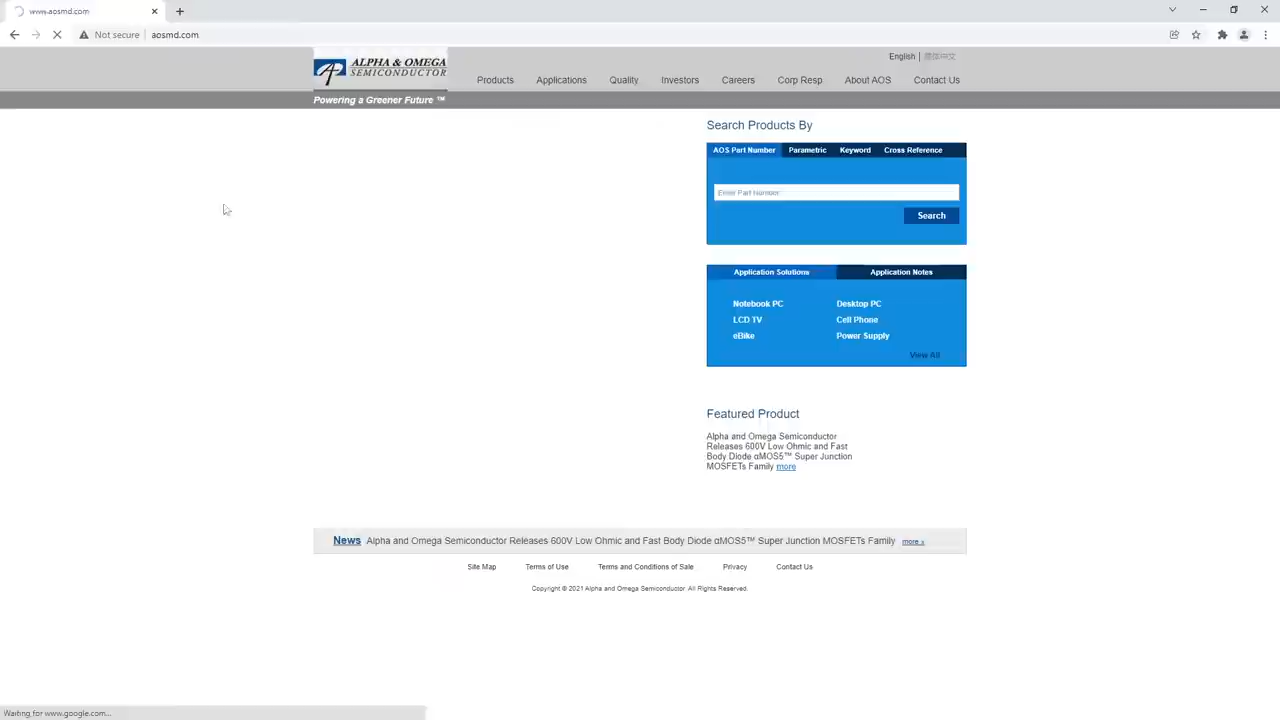 www.aosmd.com
Not secure aosmd.com
English
ALPHA & OMEGA
SEMICONDUCTOR
Products Applications Quality Investors Careers Corp Resp About AOS Contact Us
Powering a Greener Future ™
Search Products By
AOS Part Number Parametric Keyword Cross Reference
Enter Part Number
Search
Application Solutions Application Notes
Notebook PC Desktop PC
LCD TV Cell Phone
eBike Power Supply
View All
Featured Product
Alpha and Omega Semiconductor
Releases 600V Low Ohmic and Fast
Body Diode αMOS5™ Super Junction
MOSFETs Family more
News Alpha and Omega Semiconductor Releases 600V Low Ohmic and Fast Body Diode αMOS5™ Super Junction MOSFETs Family more »
Site Map Terms of Use Terms and Conditions of Sale Privacy Contact Us
Copyright © 2021 Alpha and Omega Semiconductor. All Rights Reserved.
Waiting for www.google.com...